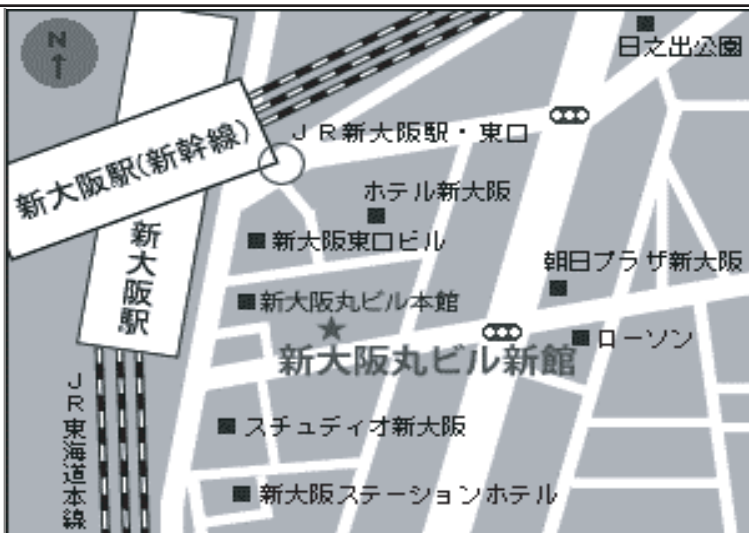 N
日之出公園
JR新大阪駅・東口
新大阪駅(新幹線)
ホテル新大阪
新大阪駅
新大阪東口ビル
朝日プラザ新大阪
新大阪丸ビル本館
ローソン
新大阪丸ビル新館
JR東海道本線
スチュディオ新大阪
新大阪ステーションホテル